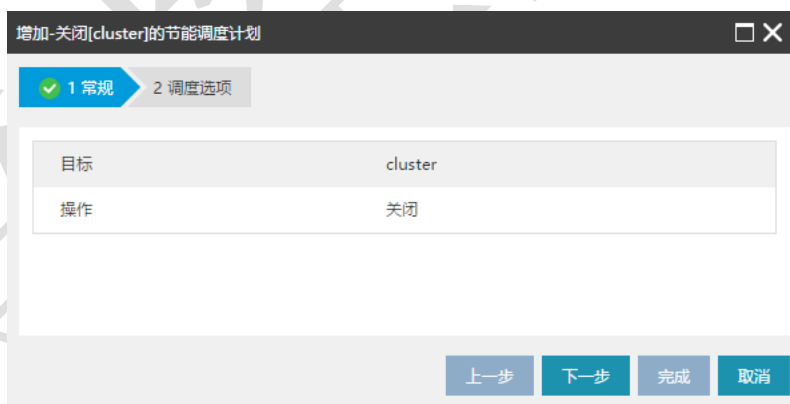 增加-关闭[cluster]的节能调度计划
1 常规 2 调度选项
目标 cluster
操作 关闭
上一步 下一步 完成 取消